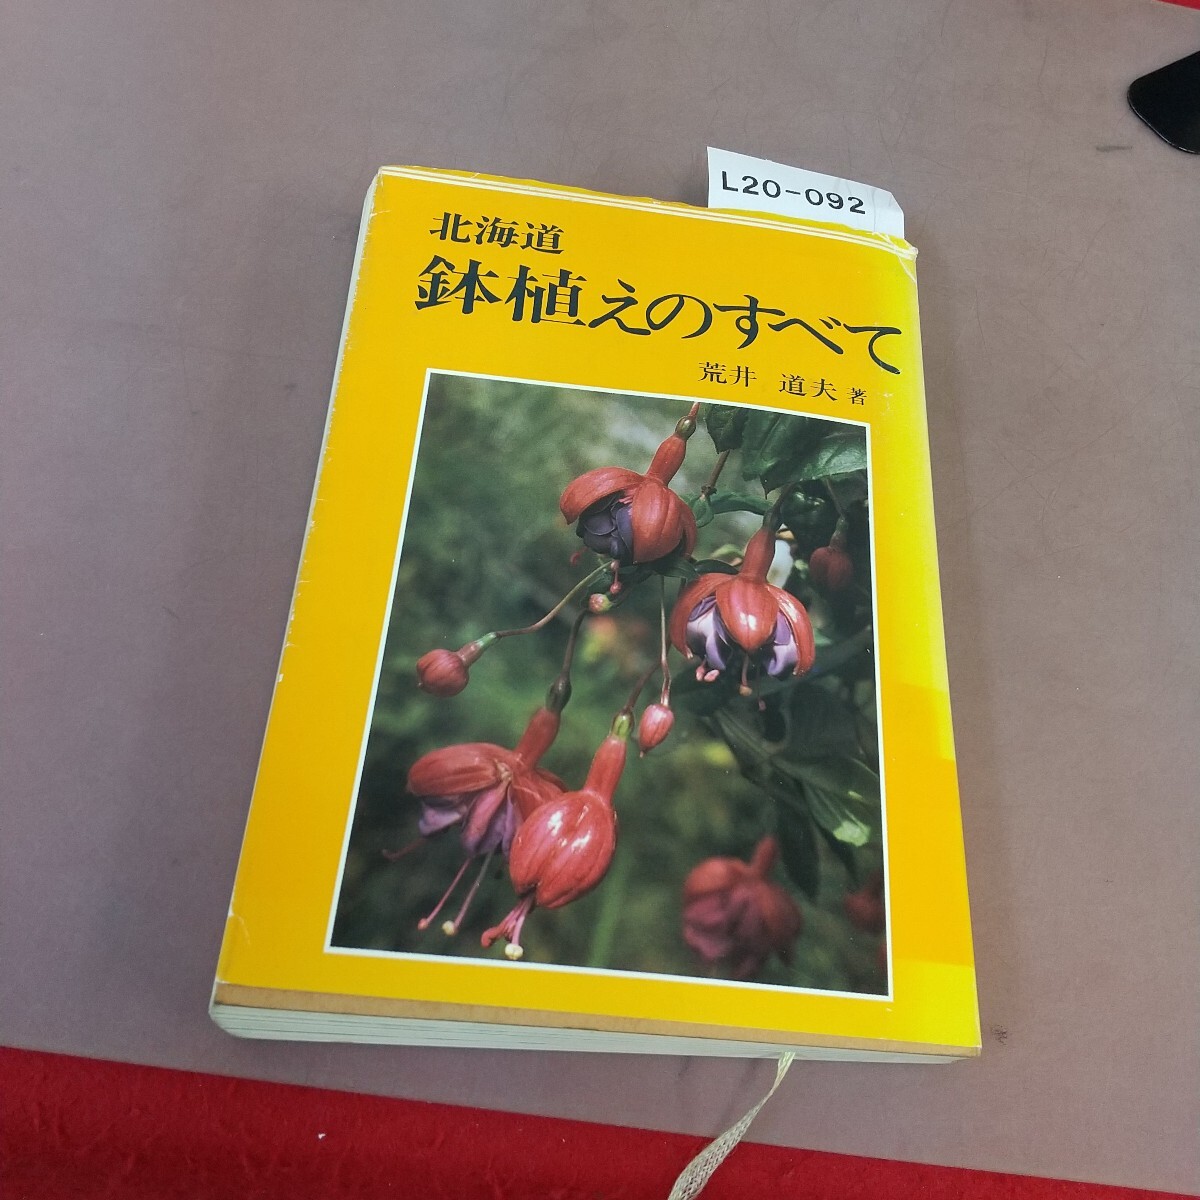 L20-092
北海道
鉢植えのすべて
荒井 道夫 著